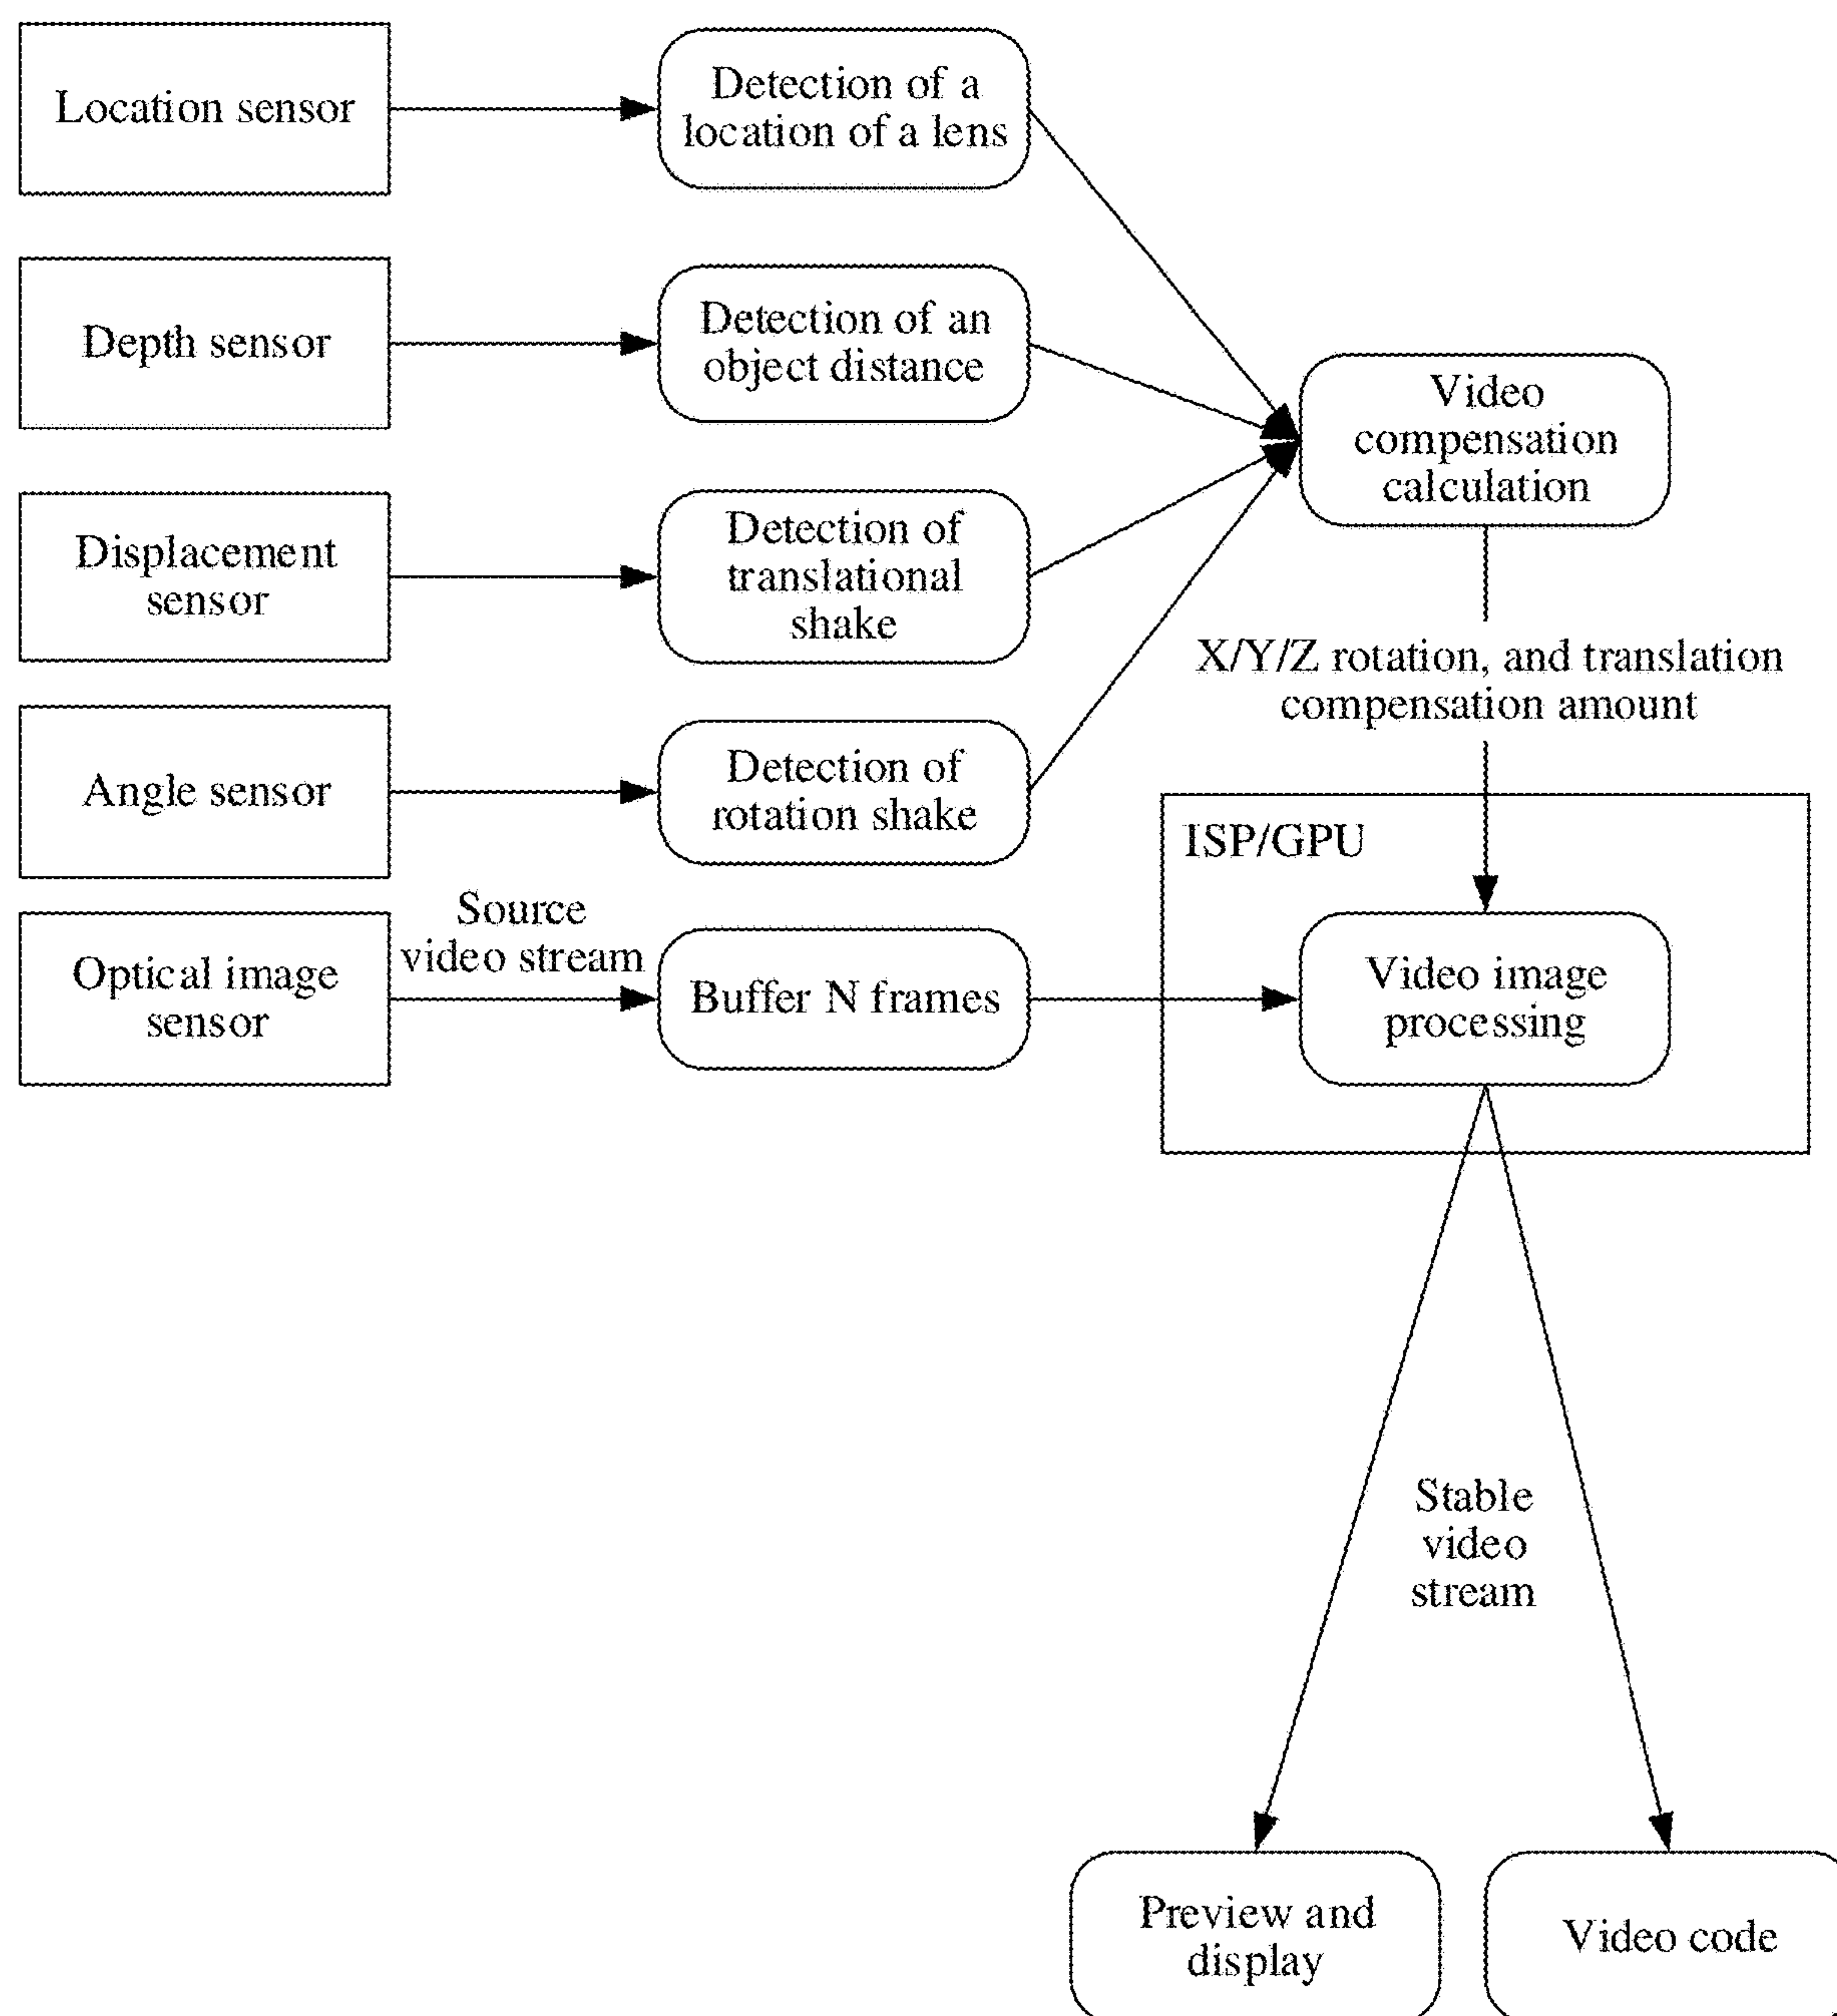 Location sensor
Detection of a
location of a lens
Depth sensor
Detection of an
object distance
Video
compensation
calculation
Displacement
sensor
Detection of
translational
shake
X/Y/Z rotation, and translation
compensation amount
Angle sensor
Detection of
rotation shake
ISP/GPU
Optical image
sensor
Source
video stream
Buffer N frames
Video image
processing
Stable
video
stream
Preview and
display
Video code